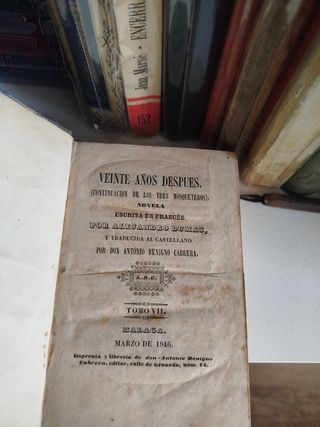 Juan Marsé · ENCERR
152
VEINTE AÑOS DESPUES.
(CONTINUACION DE LOS TRES MOSQUETEROS).
NOVELA
ESCRITA EN FRANCÉS
POR ALEJANDRO DUMAS,
Y TRADUCIDA AL CASTELLANO
POR DON ANTONIO BENIGNO CABRERA.
A.B.C.
TOMO VII.
MALAGA.
MARZO DE 1846.
Imprenta y librería de don Antonio Benigno
Cabrera, editor, calle de Granada, núm. 74.